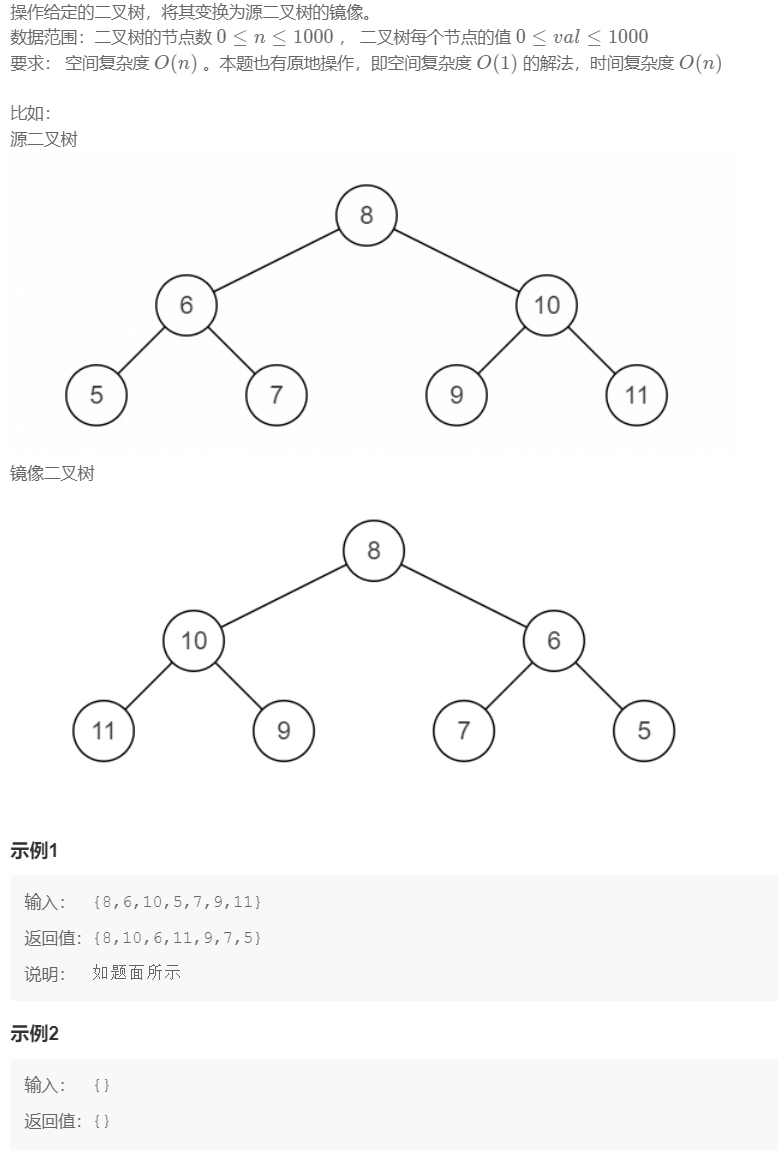 操作给定的二叉树，将其变换为源二叉树的镜像。
数据范围：二叉树的节点数 0 ≤ n ≤ 1000 ， 二叉树每个节点的值 0 ≤ val ≤ 1000
要求： 空间复杂度 O(n) 。本题也有原地操作，即空间复杂度 O(1) 的解法，时间复杂度 O(n)
比如：
源二叉树
8
6 10
5 7 9 11
镜像二叉树
8
10 6
11 9 7 5
示例1
输入： {8,6,10,5,7,9,11}
返回值：{8,10,6,11,9,7,5}
说明： 如题面所示
示例2
输入： {}
返回值：{}